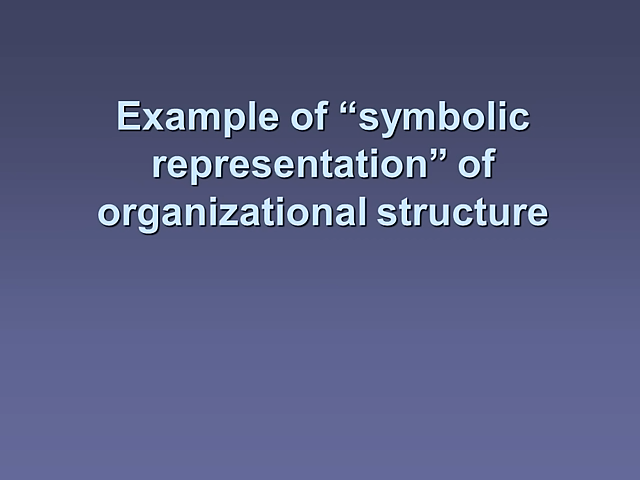 Example of “symbolic
representation” of
organizational structure